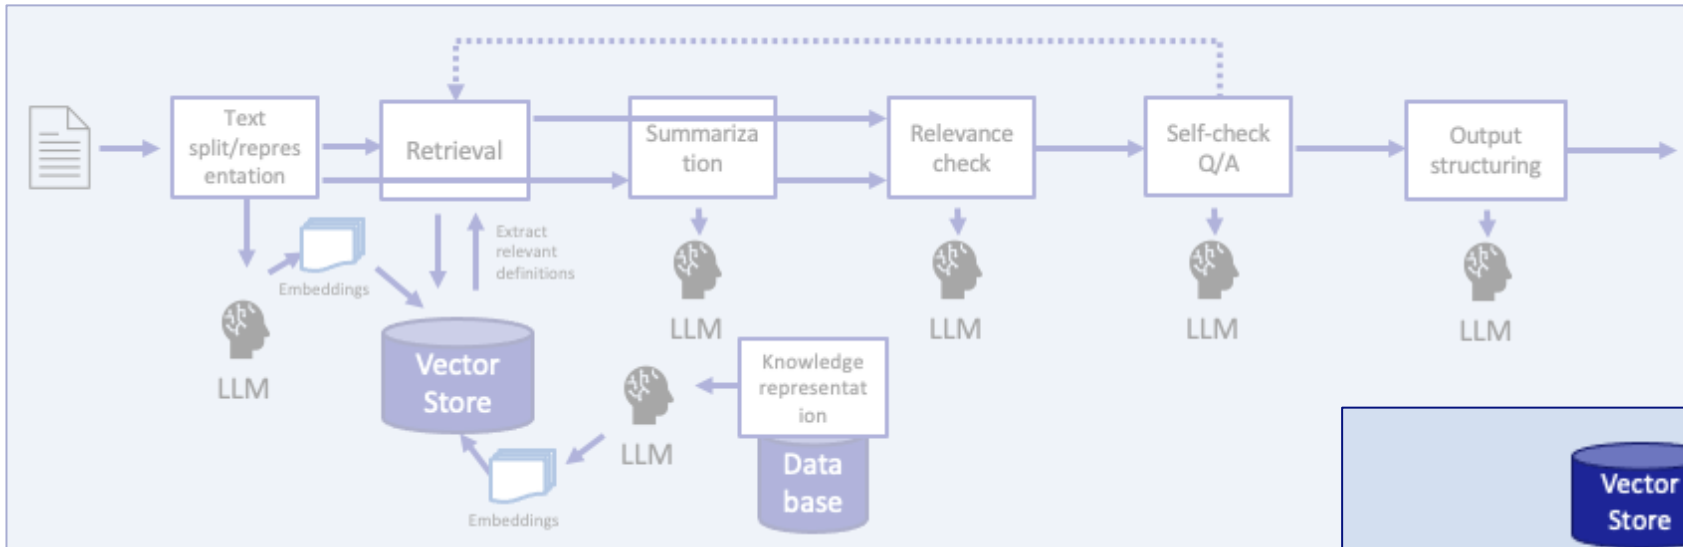 Text
split/repres
entation
Retrieval
Summariza
tion
Relevance
check
Self-check
Q/A
Output
structuring
Extract
relevant
definitions
Embeddings
LLM
LLM
LLM
LLM
LLM
Vector
Store
LLM
Knowledge
representat
ion
Data
base
Embeddings
Vector
Store